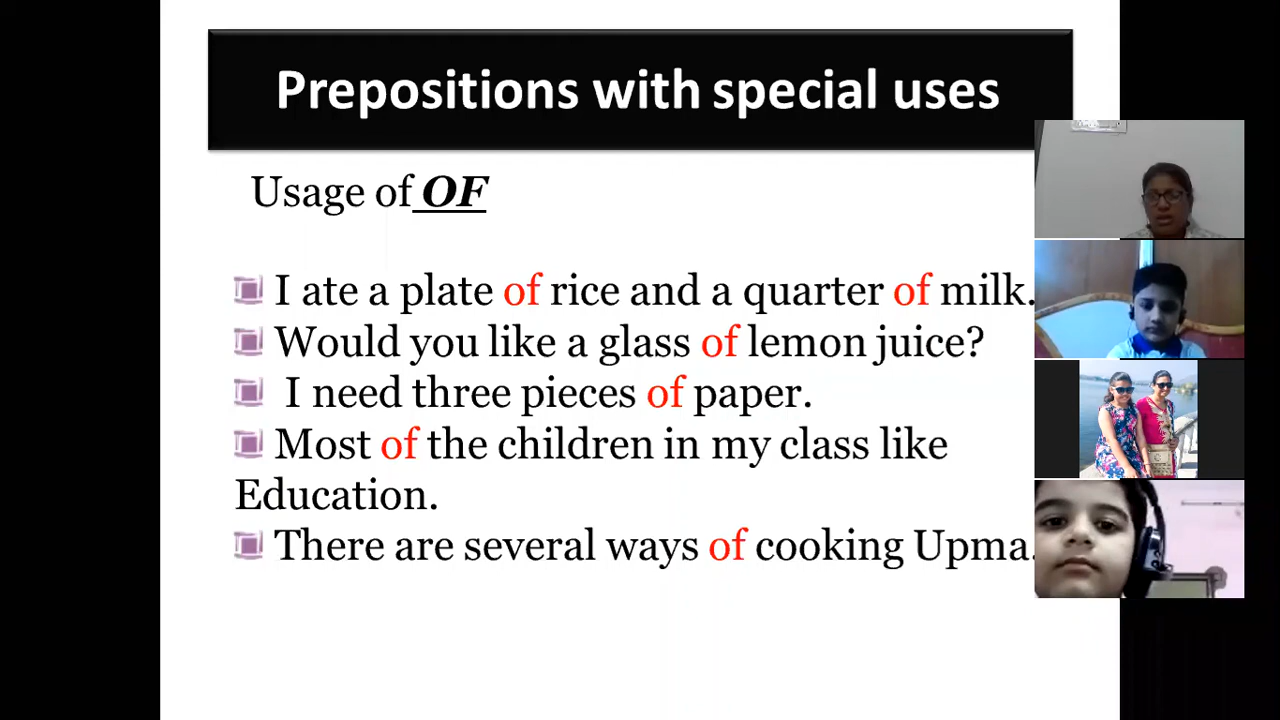 Prepositions with special uses
Usage of OF
I ate a plate of rice and a quarter of milk.
Would you like a glass of lemon juice?
I need three pieces of paper.
Most of the children in my class like
Education.
There are several ways of cooking Upma.